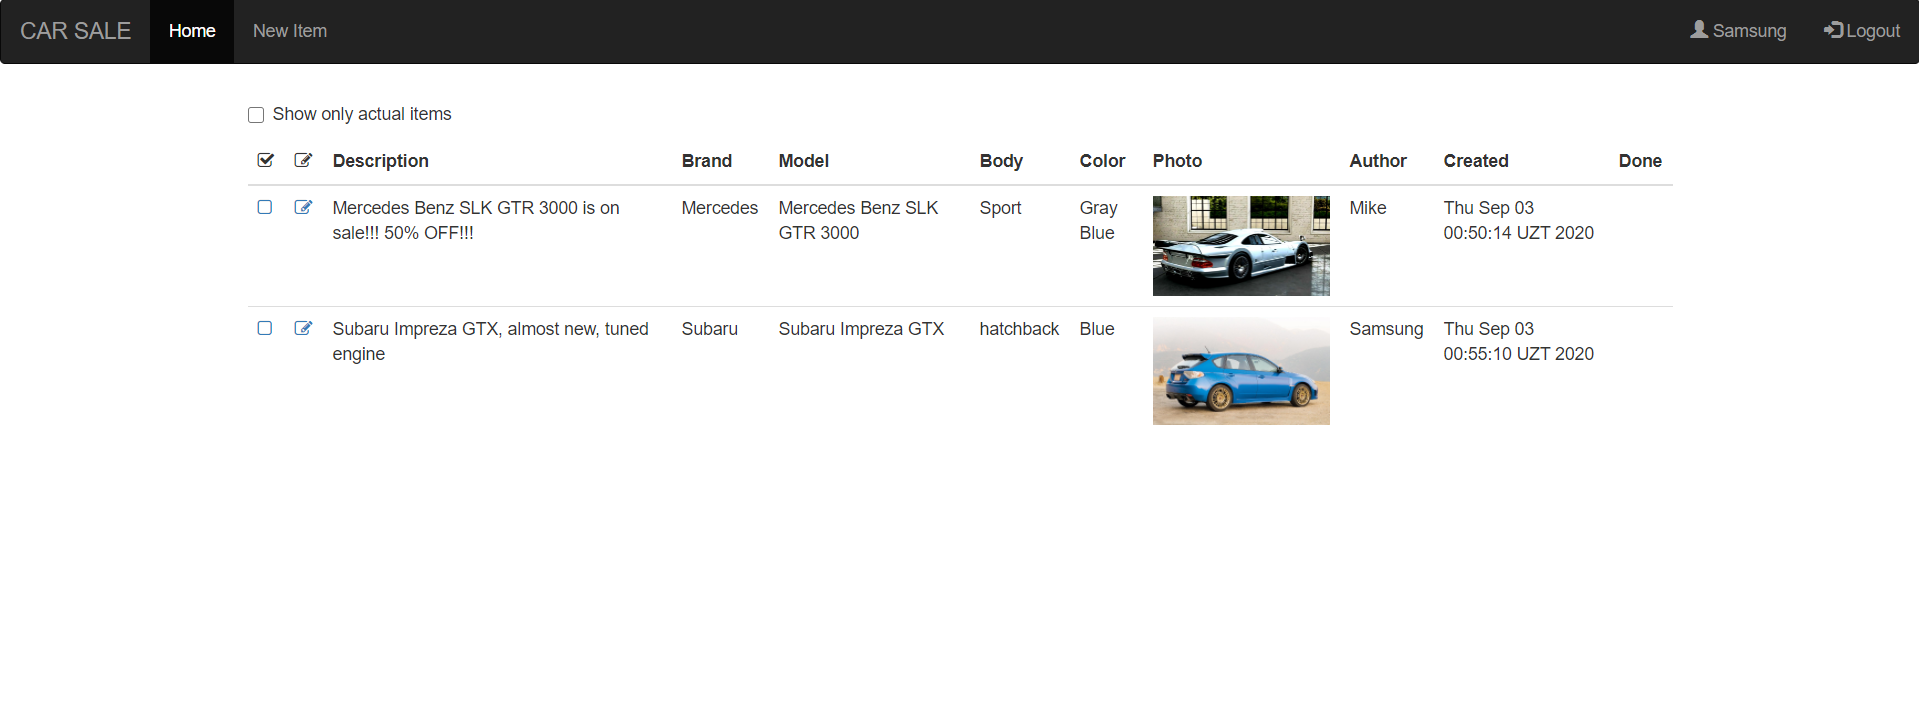 CAR SALE Home New Item Samsung Logout
Show only actual items
Description Brand Model Body Color Photo Author Created Done
Mercedes Benz SLK GTR 3000 is on Mercedes Mercedes Benz SLK Sport Gray Mike Thu Sep 03
sale!!! 50% OFF!!! GTR 3000 Blue 00:50:14 UZT 2020
Subaru Impreza GTX, almost new, tuned Subaru Subaru Impreza GTX hatchback Blue Samsung Thu Sep 03
engine 00:55:10 UZT 2020